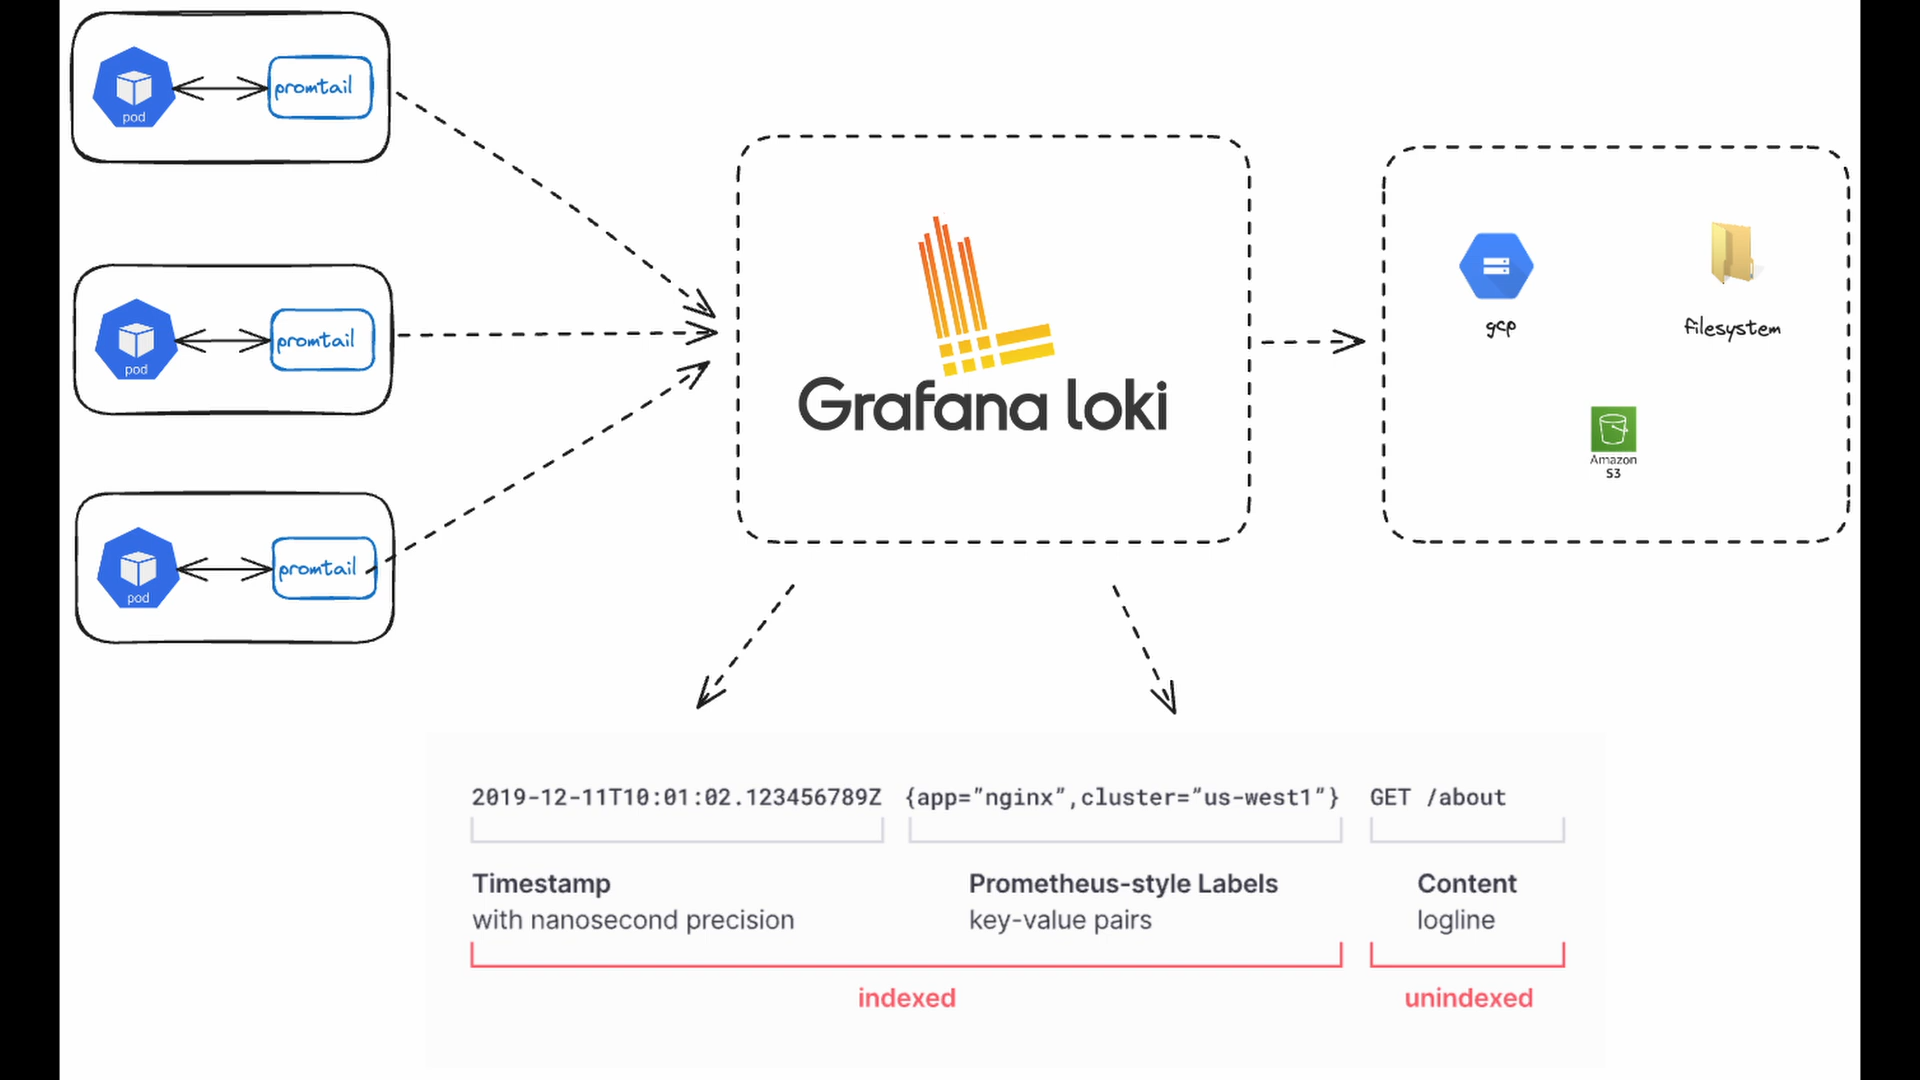 pod
promtail
pod
promtail
pod
promtail
Grafana loki
gcp
filesystem
Amazon
S3
2019-12-11T10:01:02.123456789Z {app=”nginx”,cluster=”us-west1”} GET /about
Timestamp
with nanosecond precision
Prometheus-style Labels
key-value pairs
Content
logline
indexed
unindexed